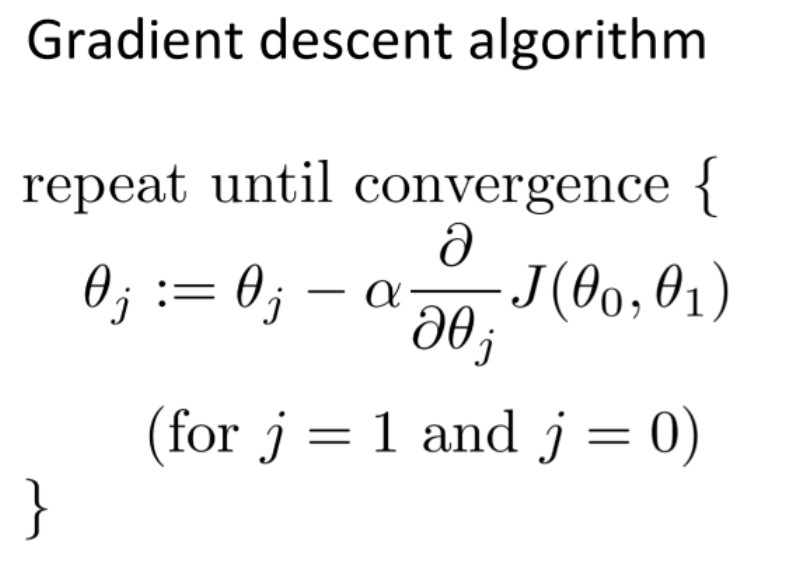 Gradient descent algorithm
repeat until convergence {
θ_j := θ_j − α ∂/∂θ_j J(θ_0, θ_1)
(for j = 1 and j = 0)
}